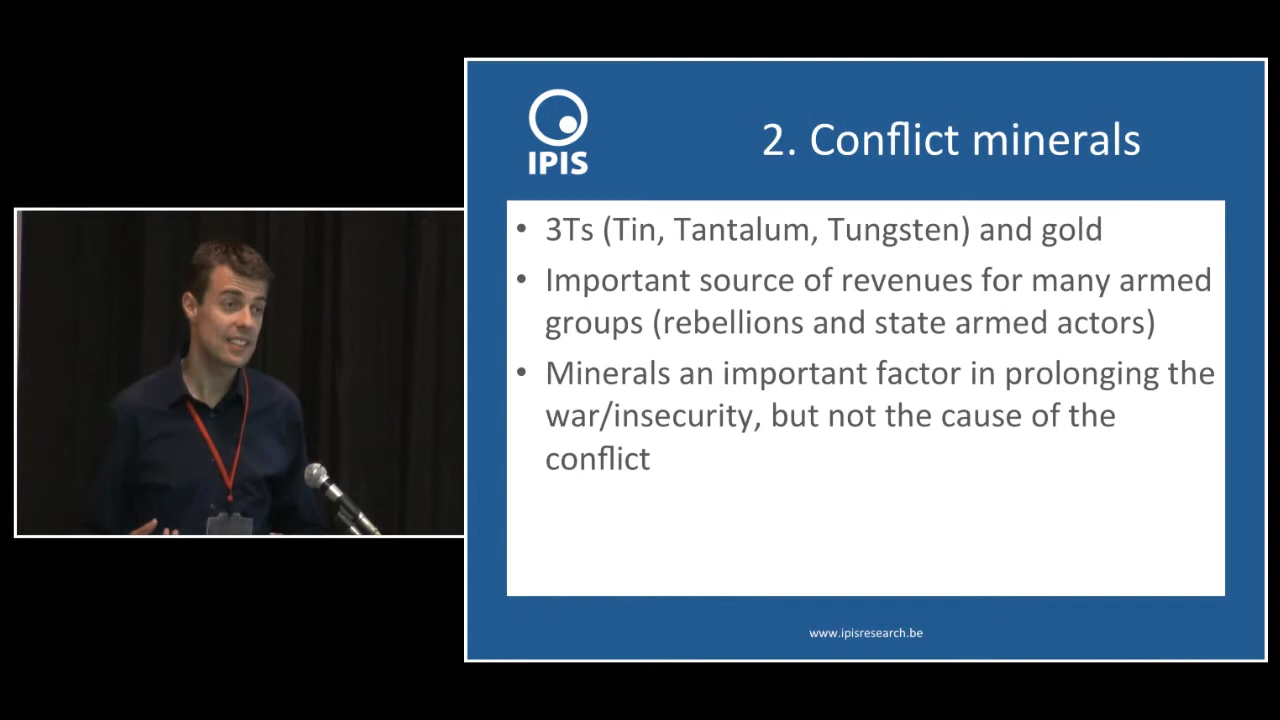 IPIS
2. Conflict minerals
• 3Ts (Tin, Tantalum, Tungsten) and gold
• Important source of revenues for many armed
groups (rebellions and state armed actors)
• Minerals an important factor in prolonging the
war/insecurity, but not the cause of the
conflict
www.ipisresearch.be